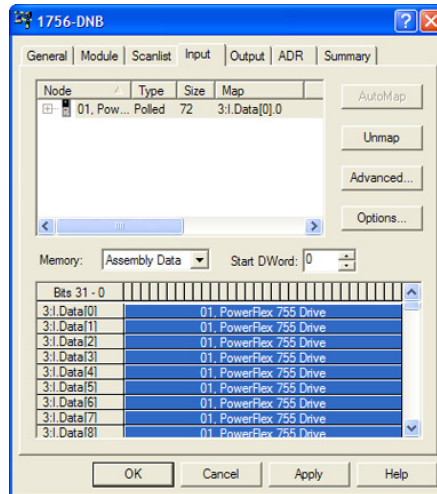 1756-DNB
General Module Scanlist Input Output ADR Summary
Node Type Size Map
01, Pow... Polled 72 3:I.Data[0].0
AutoMap
Unmap
Advanced...
Options...
Memory: Assembly Data Start DWord: 0
Bits 31 - 0
3:I.Data[0] 01, PowerFlex 755 Drive
3:I.Data[1] 01, PowerFlex 755 Drive
3:I.Data[2] 01, PowerFlex 755 Drive
3:I.Data[3] 01, PowerFlex 755 Drive
3:I.Data[4] 01, PowerFlex 755 Drive
3:I.Data[5] 01, PowerFlex 755 Drive
3:I.Data[6] 01, PowerFlex 755 Drive
3:I.Data[7] 01, PowerFlex 755 Drive
3:I.Data[8] 01, PowerFlex 755 Drive
OK Cancel Apply Help